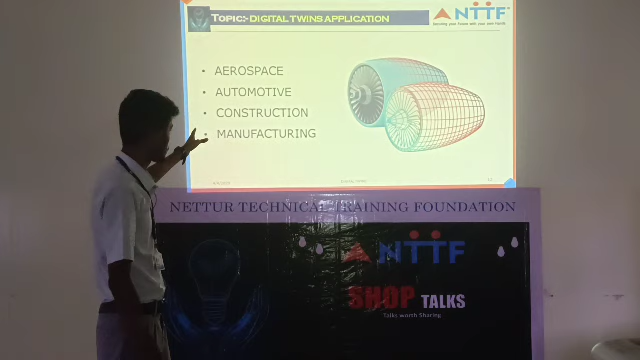 TOPIC:- DIGITAL TWINS APPLICATION
NTTF
• AEROSPACE
• AUTOMOTIVE
• CONSTRUCTION
• MANUFACTURING
NETTUR TECHNICAL TRAINING FOUNDATION
NTTF
SHOP TALKS
Talks worth Sharing